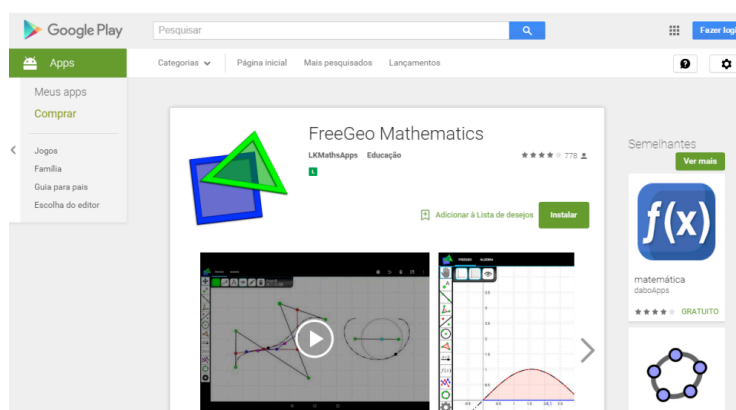 Google Play
Pesquisar
Fazer logi
Apps
Categorias
Página inicial
Mais pesquisados
Lançamentos
Meus apps
Comprar
Jogos
Família
Guia para pais
Escolha do editor
FreeGeo Mathematics
LKMathsApps Educação
778
L
Adicionar à Lista de desejos
Instalar
Semelhantes
Ver mais
f(x)
matemática
daboApps
GRATUITO